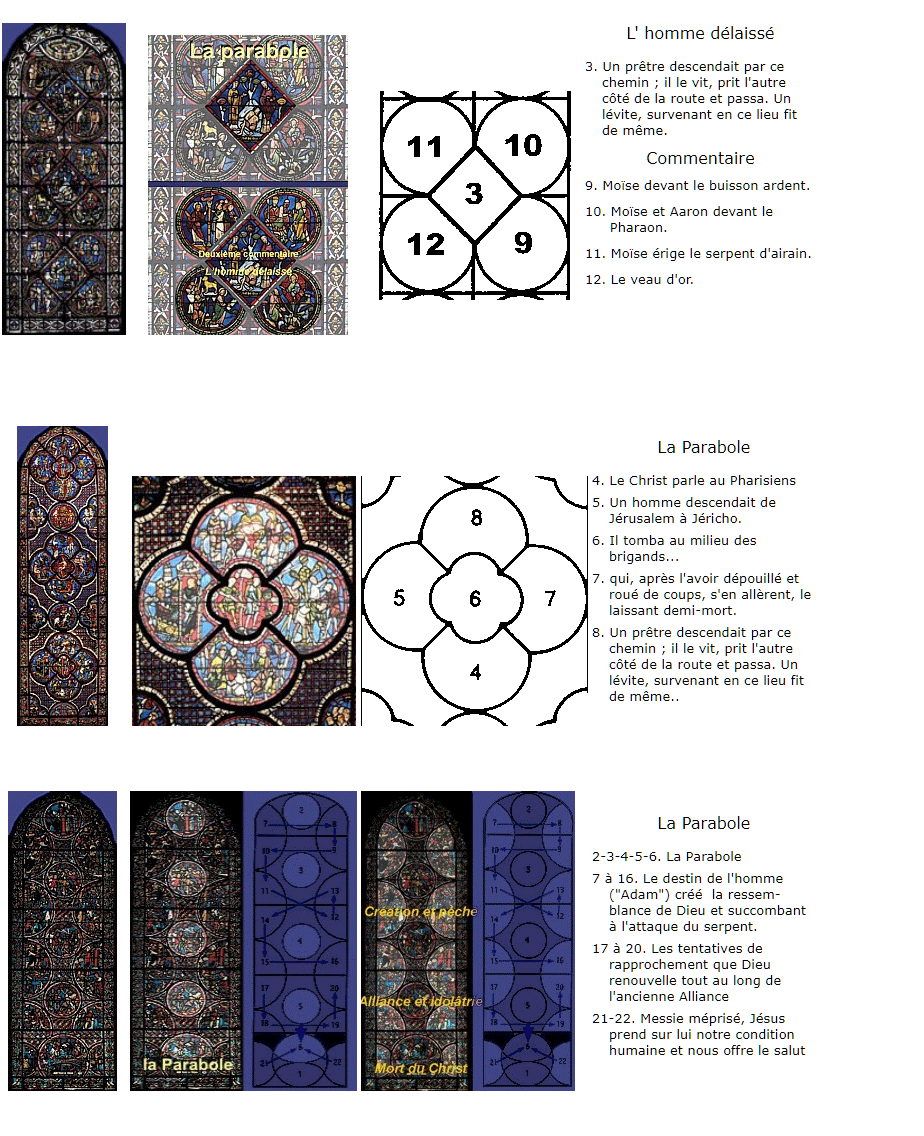 La parabole
Deuxième commentaire
L'homme délaissé
11
10
3
12
9
L' homme délaissé
3. Un prêtre descendait par ce
chemin ; il le vit, prit l'autre
côté de la route et passa. Un
lévite, survenant en ce lieu fit
de même.
Commentaire
9. Moïse devant le buisson ardent.
10. Moïse et Aaron devant le
Pharaon.
11. Moïse érige le serpent d'airain.
12. Le veau d'or.
8
5
6
7
4
La Parabole
4. Le Christ parle au Pharisiens
5. Un homme descendait de
Jérusalem à Jéricho.
6. Il tomba au milieu des
brigands...
7. qui, après l'avoir dépouillé et
roué de coups, s'en allèrent, le
laissant demi-mort.
8. Un prêtre descendait par ce
chemin ; il le vit, prit l'autre
côté de la route et passa. Un
lévite, survenant en ce lieu fit
de même..
la Parabole
2
7 8
10 9
3
11 13
14 12
4
15 16
17 20
5
18 19
6
21 22
1
Création et pèche
Alliance et idolâtrie
Mort du Christ
2
7 8
10 9
3
11 13
14 12
4
15 16
17 20
5
18 19
6
21 22
1
La Parabole
2-3-4-5-6. La Parabole
7 à 16. Le destin de l'homme
("Adam") créé la ressem-
blance de Dieu et succombant
à l'attaque du serpent.
17 à 20. Les tentatives de
rapprochement que Dieu
renouvelle tout au long de
l'ancienne Alliance
21-22. Messie méprisé, Jésus
prend sur lui notre condition
humaine et nous offre le salut